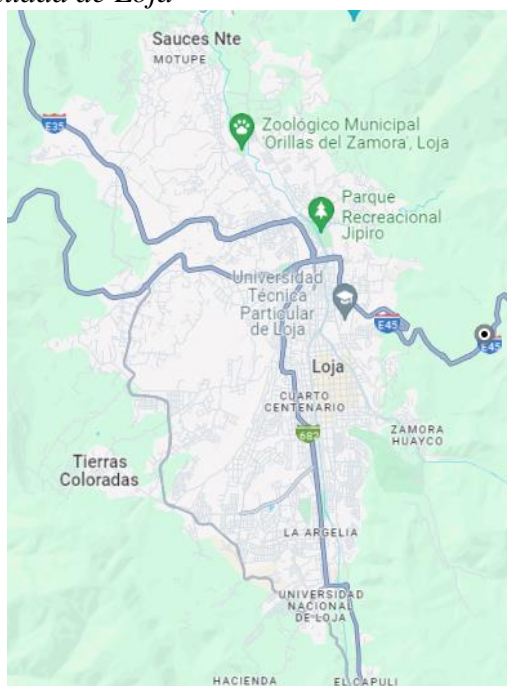 Sauces Nte
MOTUPE
E35
Zoológico Municipal
'Orillas del Zamora', Loja
Parque
Recreacional
Jipiro
Universidad
Técnica
Particular
de Loja
E45
E45
Loja
CUARTO
CENTENARIO
682
ZAMORA
HUAYCO
Tierras
Coloradas
LA ARGELIA
UNIVERSIDAD
NACIONAL
DE LOJA
HACIENDA
EL CAPULI